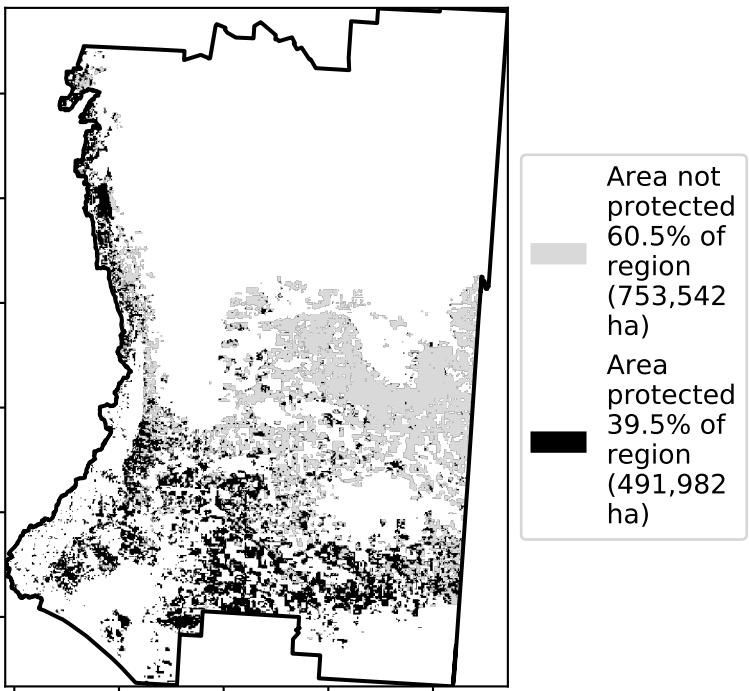 Area not
protected
60.5% of
region
(753,542
ha)
Area
protected
39.5% of
region
(491,982
ha)